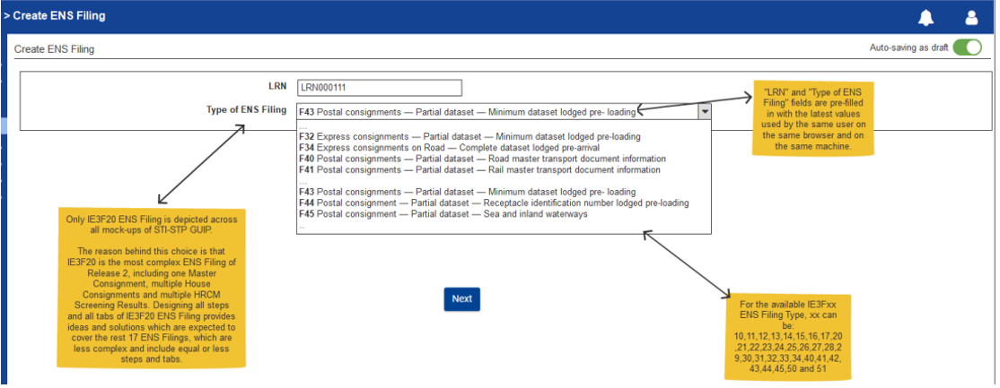 > Create ENS Filing
Create ENS Filing
Auto-saving as draft
LRN
LRN000111
Type of ENS Filing
F43 Postal consignments — Partial dataset — Minimum dataset lodged pre- loading
...
F32 Express consignments — Partial dataset — Minimum dataset lodged pre-loading
F34 Express consignments on Road — Complete dataset lodged pre-arrival
F40 Postal consignments — Partial dataset — Road master transport document information
F41 Postal consignments — Partial dataset — Rail master transport document information
...
F43 Postal consignments — Partial dataset — Minimum dataset lodged pre- loading
F44 Postal consignment — Partial dataset — Receptacle identification number lodged pre-loading
F45 Postal consignment — Partial dataset — Sea and inland waterways
..
"LRN" and "Type of ENS
Filing" fields are pre-filled
in with the latest values
used by the same user on
the same browser and on
the same machine.
Only IE3F20 ENS Filing is depicted across
all mock-ups of STI-STP GUIP.
The reason behind this choice is that
IE3F20 is the most complex ENS Filing of
Release 2, including one Master
Consignment, multiple House
Consignments and multiple HRCM
Screening Results. Designing all steps
and all tabs of IE3F20 ENS Filing provides
ideas and solutions which are expected to
cover the rest 17 ENS Filings, which are
less complex and include equal or less
steps and tabs.
Next
For the available IE3Fxx
ENS Filing Type, xx can
be:
10,11,12,13,14,15,16,17,20
,21,22,23,24,25,26,27,28,2
9,30,31,32,33,34,40,41,42,
43,44,45,50 and 51